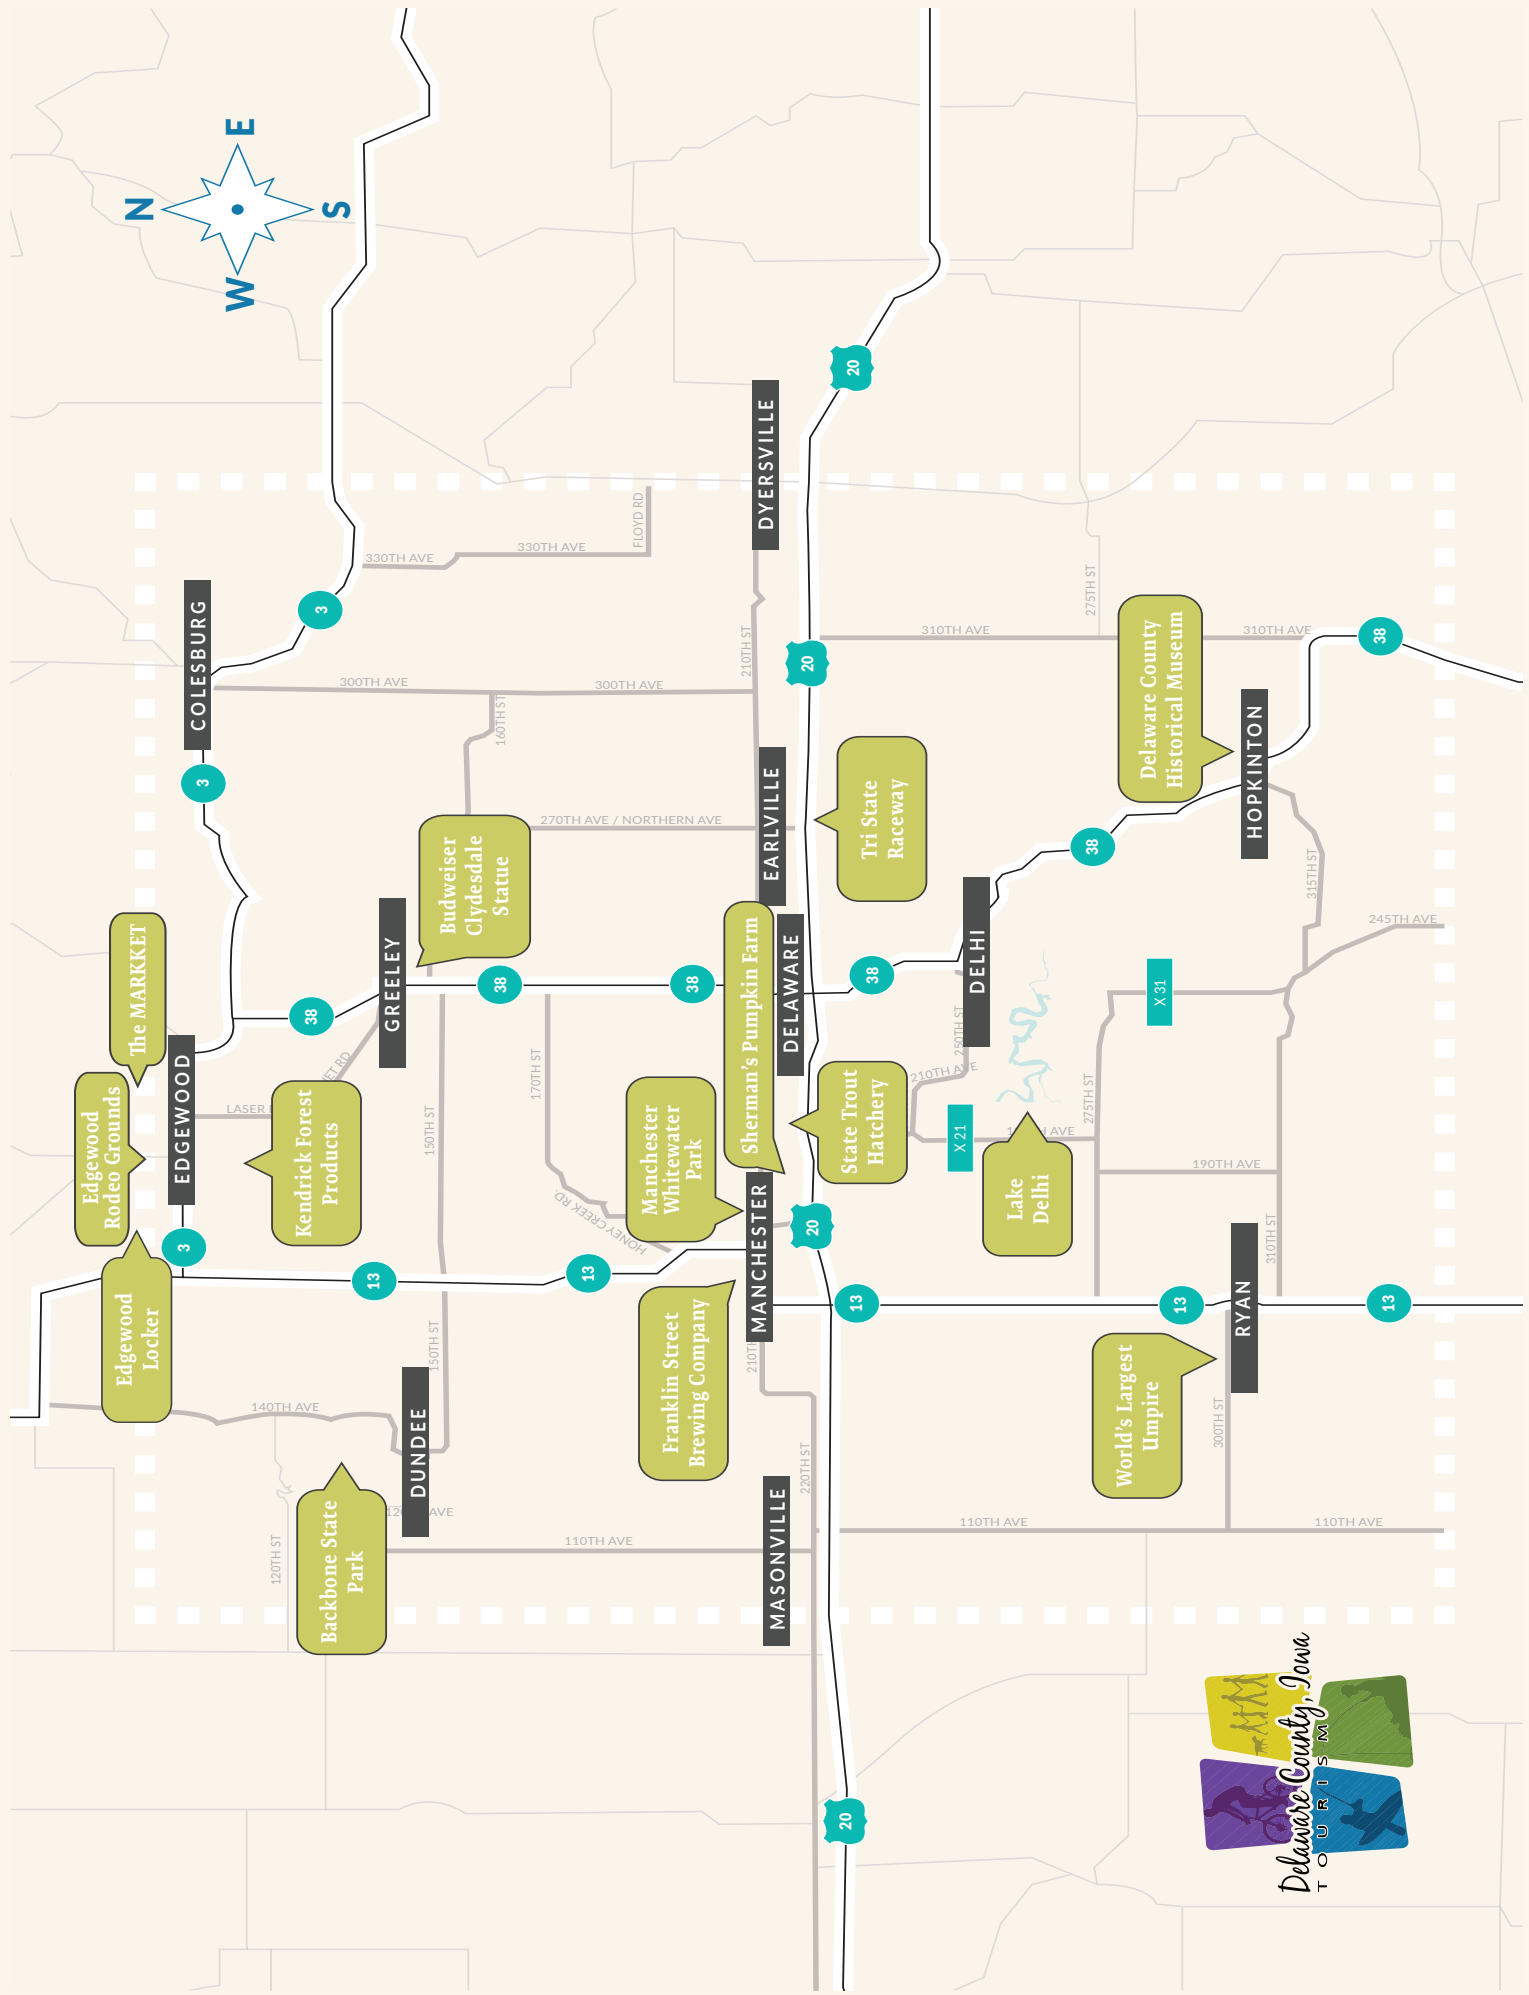 N
W
E
S
Edgewood
Locker
Edgewood
Rodeo Grounds
The MARKKET
3
EDGEWOOD
3
COLESBURG
3
140TH AVE
120TH ST
LASER
Kendrick Forest
Products
38
330TH AVE
330TH AVE
FLOYD RD
300TH AVE
300TH AVE
160TH ST
Backbone State
Park
13
GREELEY
Budweiser
Clydesdale
Statue
DUNDEE
AVE
150TH ST
150TH ST
38
270TH AVE / NORTHERN AVE
110TH AVE
170TH ST
HONEY CREEK RD.
13
38
Franklin Street
Brewing Company
Manchester
Whitewater
Park
Sherman's Pumpkin Farm
210TH ST
DYERSVILLE
MASONVILLE
210TH
MANCHESTER
DELAWARE
EARLVILLE
220TH ST
20
20
20
20
13
State Trout
Hatchery
38
Tri State
Raceway
310TH AVE
310TH AVE
110TH AVE
110TH AVE
210TH AVE
250TH ST
DELHI
X 21
AVE
Lake
Delhi
275TH ST
275TH ST
38
World's Largest
Umpire
Delaware County
Historical Museum
X 31
13
190TH AVE
300TH ST
RYAN
310TH ST
HOPKINTON
315TH ST
245TH AVE
13
38
Delaware County, Iowa
TOURISM